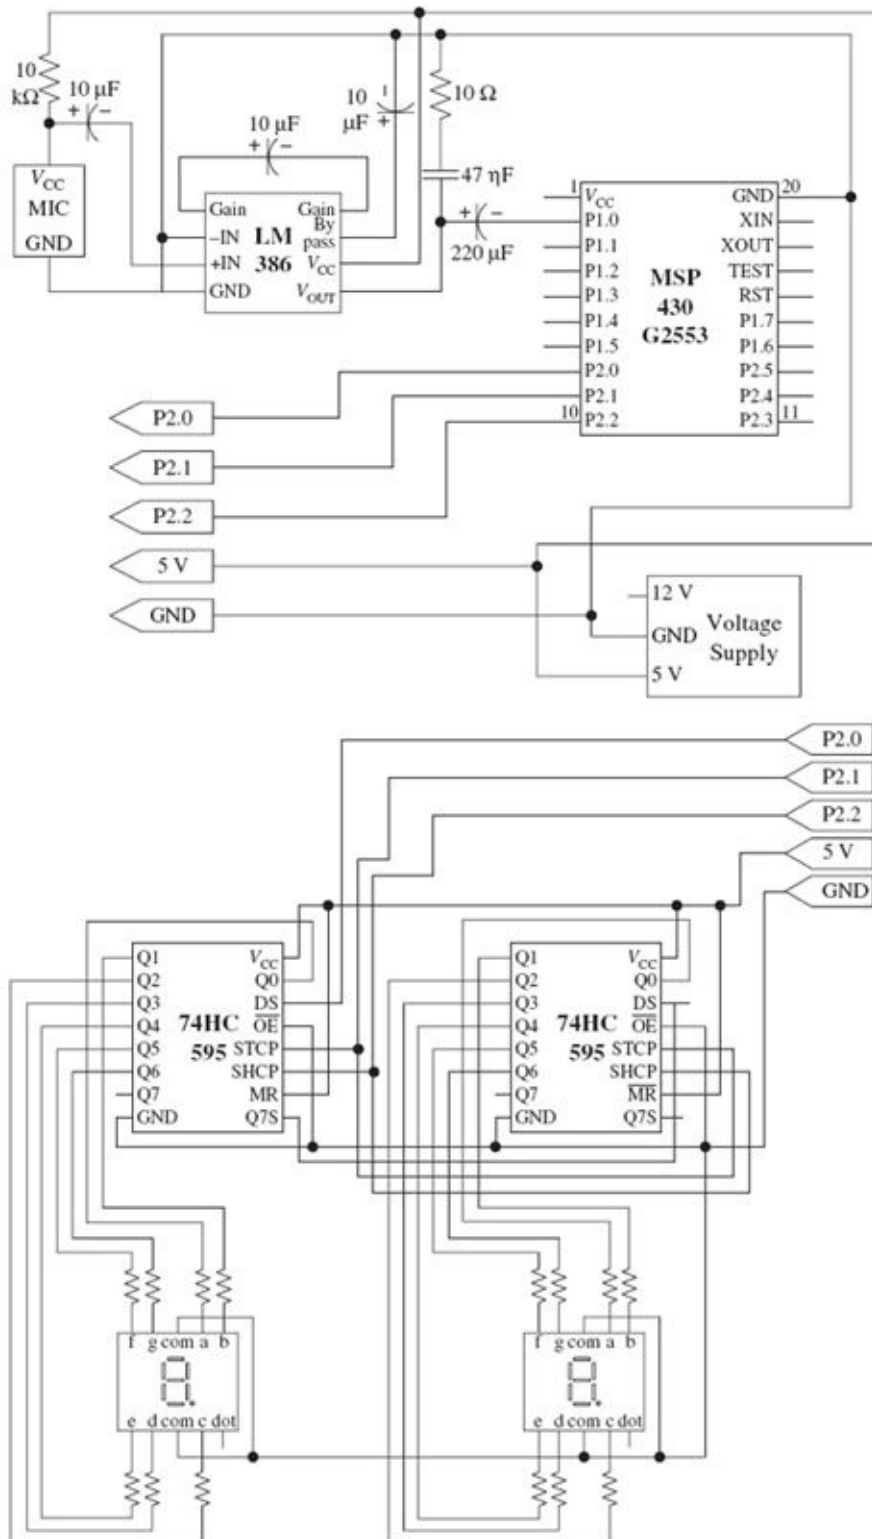 10
kΩ
10 μF
+ −
10 μF
+ −
10
μF
−
+
10 Ω
47 ηF
+ −
220 μF
VCC
MIC
GND
Gain
−IN
+IN
GND
LM
386
Gain
By
pass
VCC
VOUT
1
VCC
P1.0
P1.1
P1.2
P1.3
P1.4
P1.5
P2.0
P2.1
10 P2.2
MSP
430
G2553
GND 20
XIN
XOUT
TEST
RST
P1.7
P1.6
P2.5
P2.4
P2.3 11
P2.0
P2.1
P2.2
5 V
GND
12 V
GND
5 V
Voltage
Supply
P2.0
P2.1
P2.2
5 V
GND
Q1
Q2
Q3
Q4
Q5
Q6
Q7
GND
74HC
595
VCC
Q0
DS
OE
STCP
SHCP
MR
Q7S
Q1
Q2
Q3
Q4
Q5
Q6
Q7
GND
74HC
595
VCC
Q0
DS
OE
STCP
SHCP
MR
Q7S
f g com a b
e d com c dot
f g com a b
e d com c dot